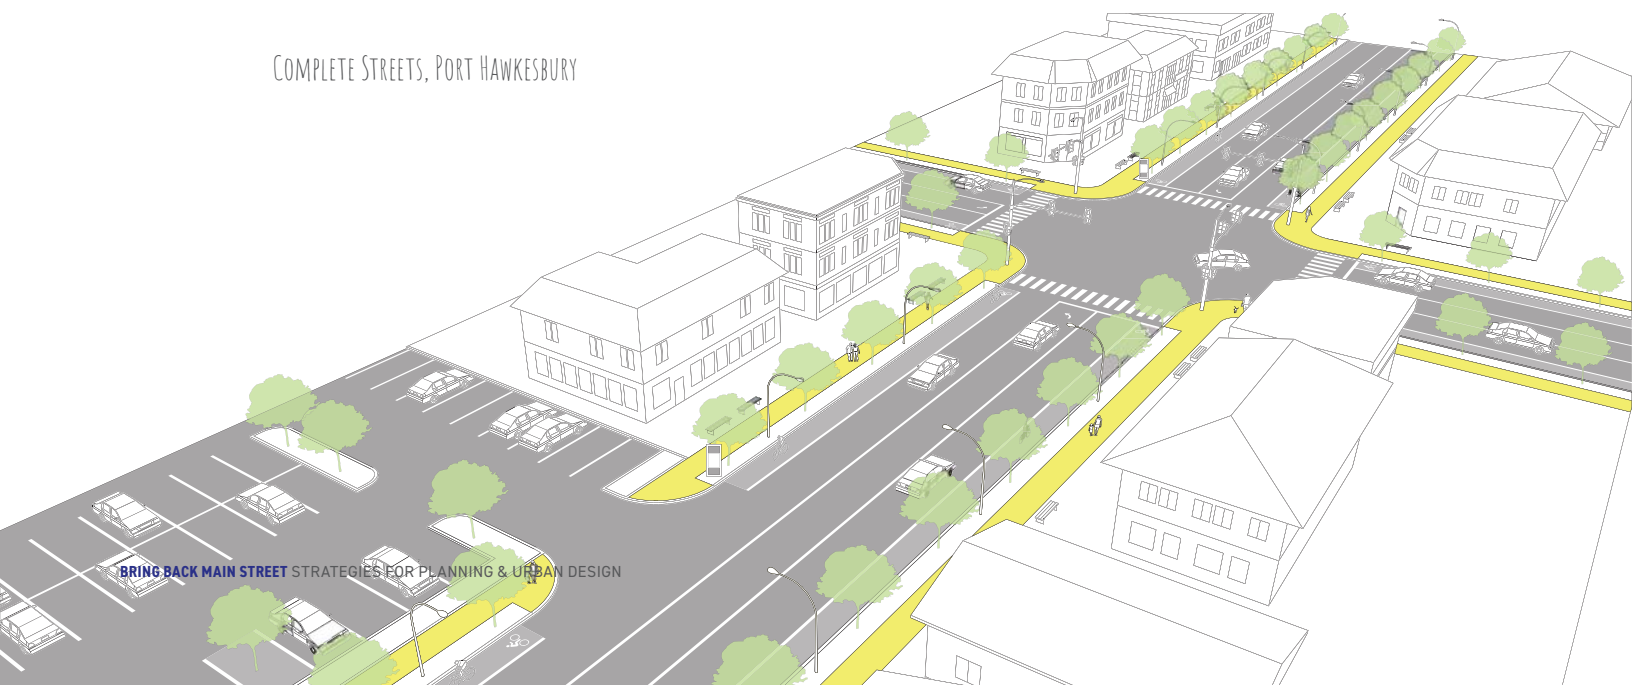 Complete Streets, Port Hawkesbury
BRING BACK MAIN STREET STRATEGIES FOR PLANNING & URBAN DESIGN